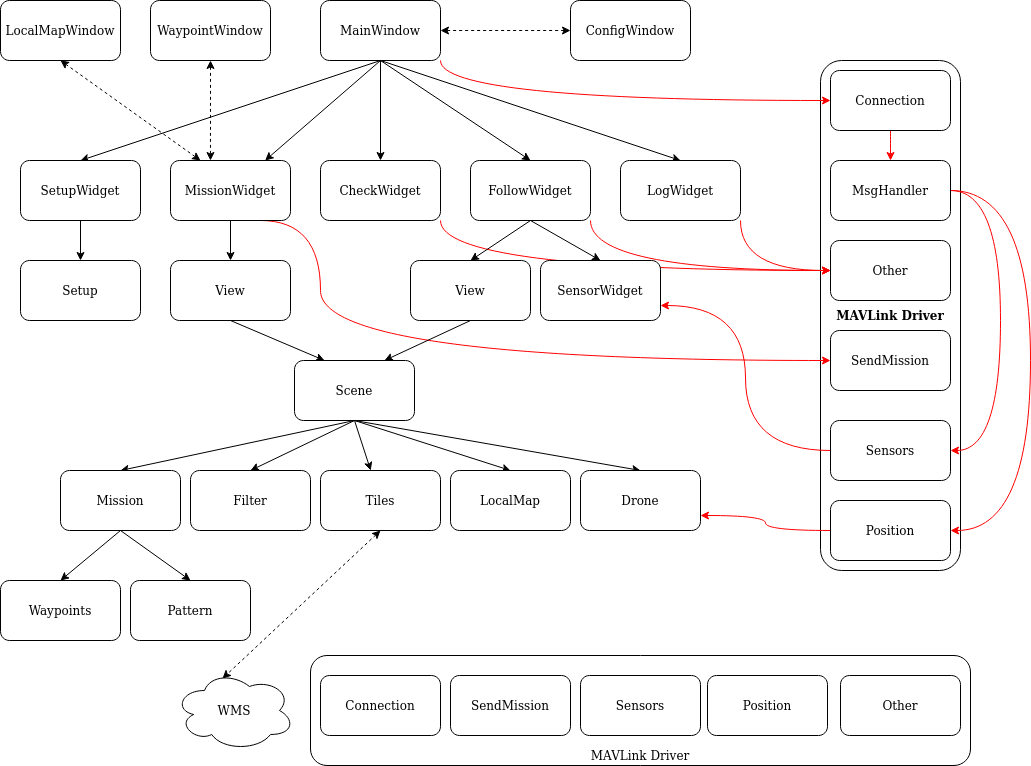 LocalMapWindow
WaypointWindow
MainWindow
ConfigWindow
Connection
SetupWidget
MissionWidget
CheckWidget
FollowWidget
LogWidget
MsgHandler
Setup
View
View
SensorWidget
Other
MAVLink Driver
SendMission
Scene
Sensors
Mission
Filter
Tiles
LocalMap
Drone
Position
Waypoints
Pattern
WMS
Connection
SendMission
Sensors
Position
Other
MAVLink Driver